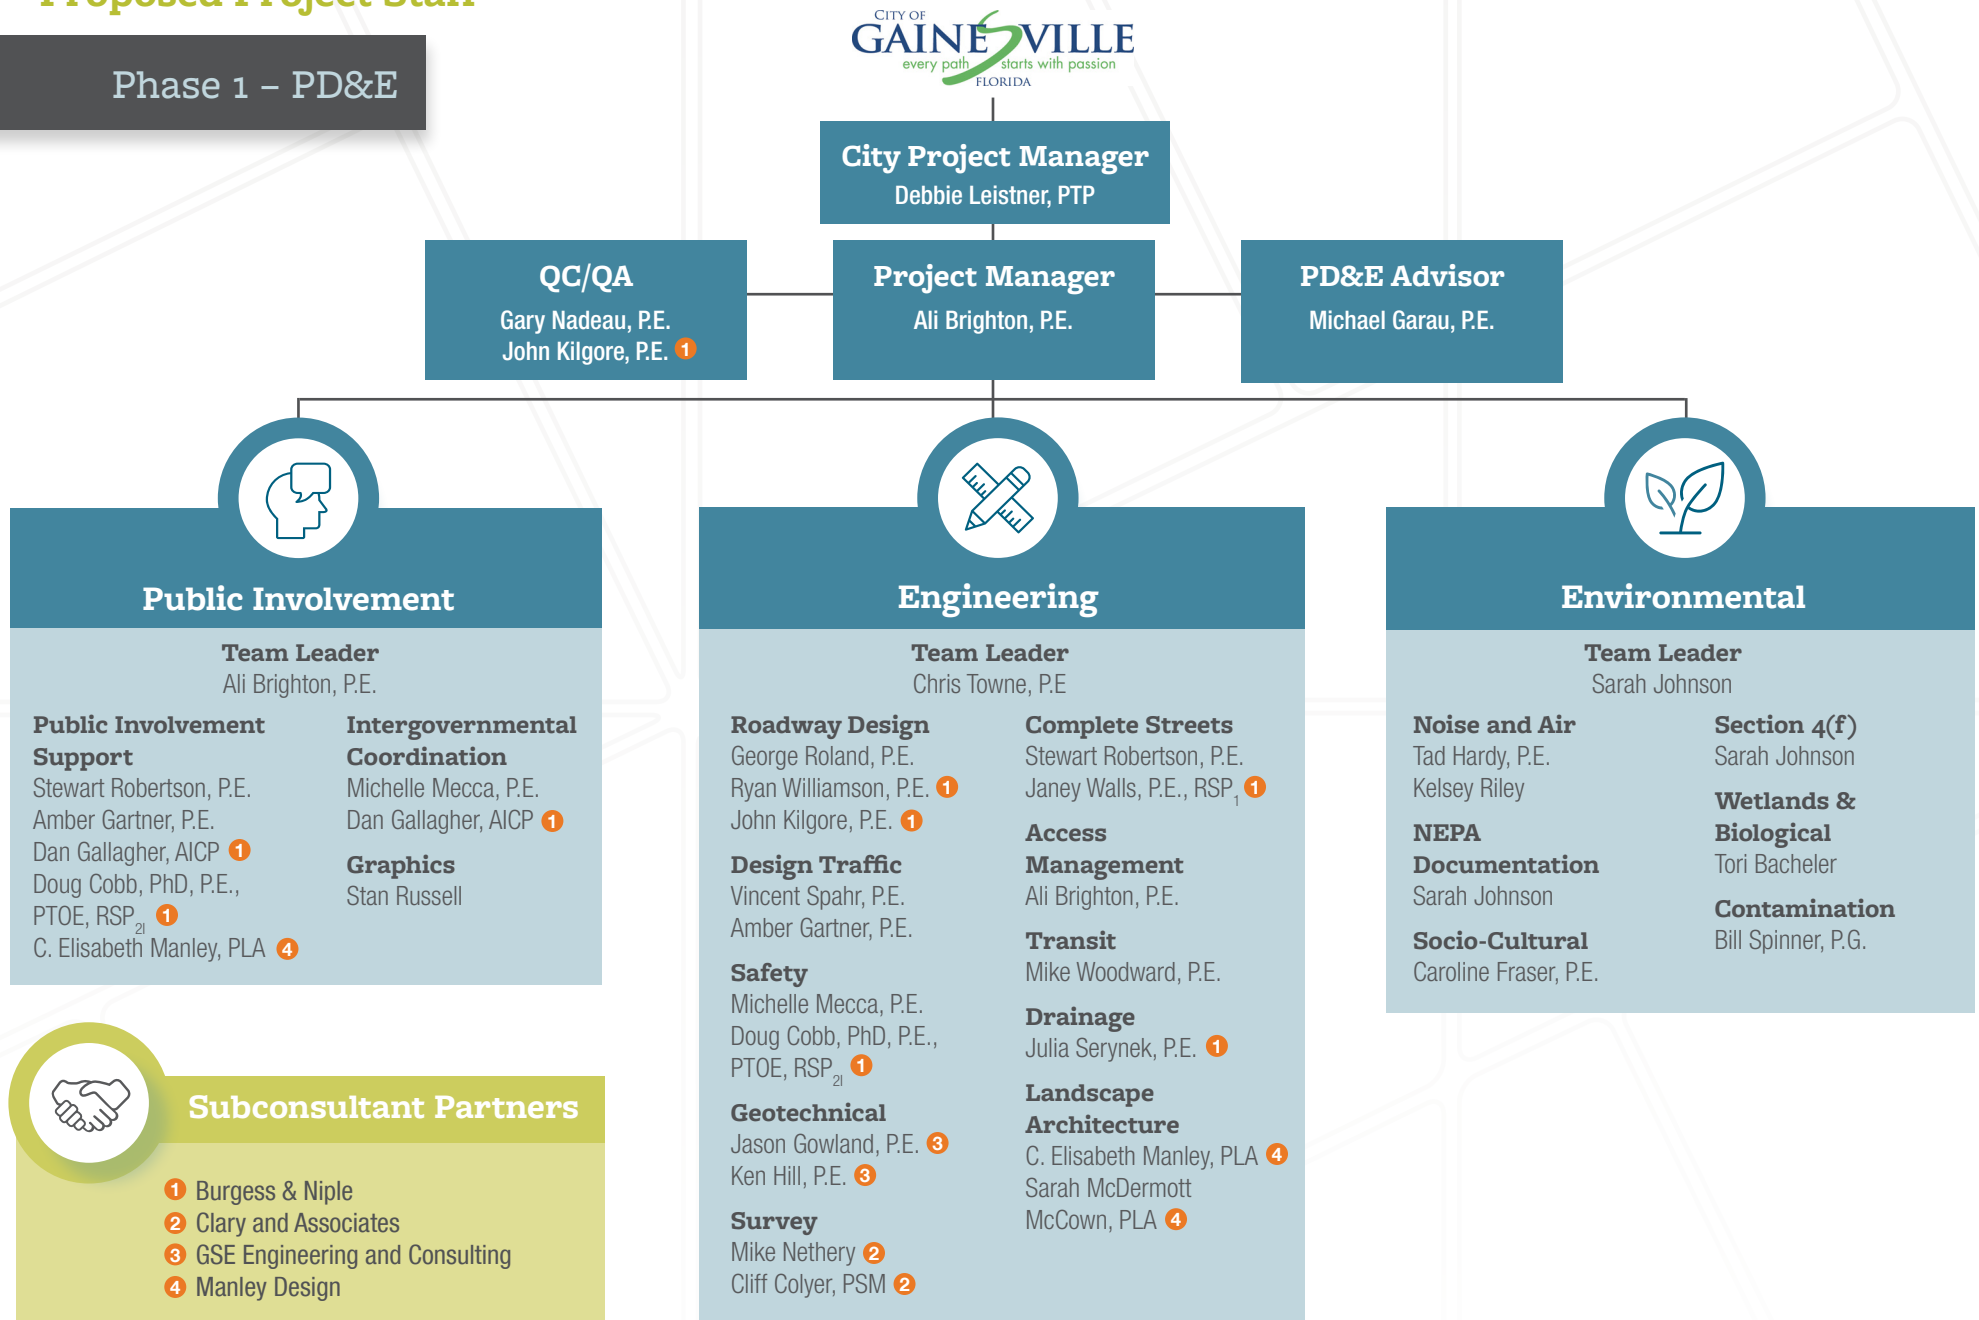 Proposed Project Staff
Phase 1 – PD&E
CITY OF
GAINESVILLE
every path starts with passion
FLORIDA
City Project Manager
Debbie Leistner, PTP
QC/QA
Gary Nadeau, P.E.
John Kilgore, P.E. 1
Project Manager
Ali Brighton, P.E.
PD&E Advisor
Michael Garau, P.E.
Public Involvement
Team Leader
Ali Brighton, P.E.
Public Involvement
Support
Stewart Robertson, P.E.
Amber Gartner, P.E.
Dan Gallagher, AICP 1
Doug Cobb, PhD, P.E.,
PTOE, RSP2I 1
C. Elisabeth Manley, PLA 4
Intergovernmental
Coordination
Michelle Mecca, P.E.
Dan Gallagher, AICP 1
Graphics
Stan Russell
Engineering
Team Leader
Chris Towne, P.E
Roadway Design
George Roland, P.E.
Ryan Williamson, P.E. 1
John Kilgore, P.E. 1
Design Traffic
Vincent Spahr, P.E.
Amber Gartner, P.E.
Safety
Michelle Mecca, P.E.
Doug Cobb, PhD, P.E.,
PTOE, RSP2I 1
Geotechnical
Jason Gowland, P.E. 3
Ken Hill, P.E. 3
Survey
Mike Nethery 2
Cliff Colyer, PSM 2
Complete Streets
Stewart Robertson, P.E.
Janey Walls, P.E., RSP1 1
Access
Management
Ali Brighton, P.E.
Transit
Mike Woodward, P.E.
Drainage
Julia Serynek, P.E. 1
Landscape
Architecture
C. Elisabeth Manley, PLA 4
Sarah McDermott
McCown, PLA 4
Environmental
Team Leader
Sarah Johnson
Noise and Air
Tad Hardy, P.E.
Kelsey Riley
NEPA
Documentation
Sarah Johnson
Socio-Cultural
Caroline Fraser, P.E.
Section 4(f)
Sarah Johnson
Wetlands &
Biological
Tori Bacheler
Contamination
Bill Spinner, P.G.
Subconsultant Partners
1 Burgess & Niple
2 Clary and Associates
3 GSE Engineering and Consulting
4 Manley Design